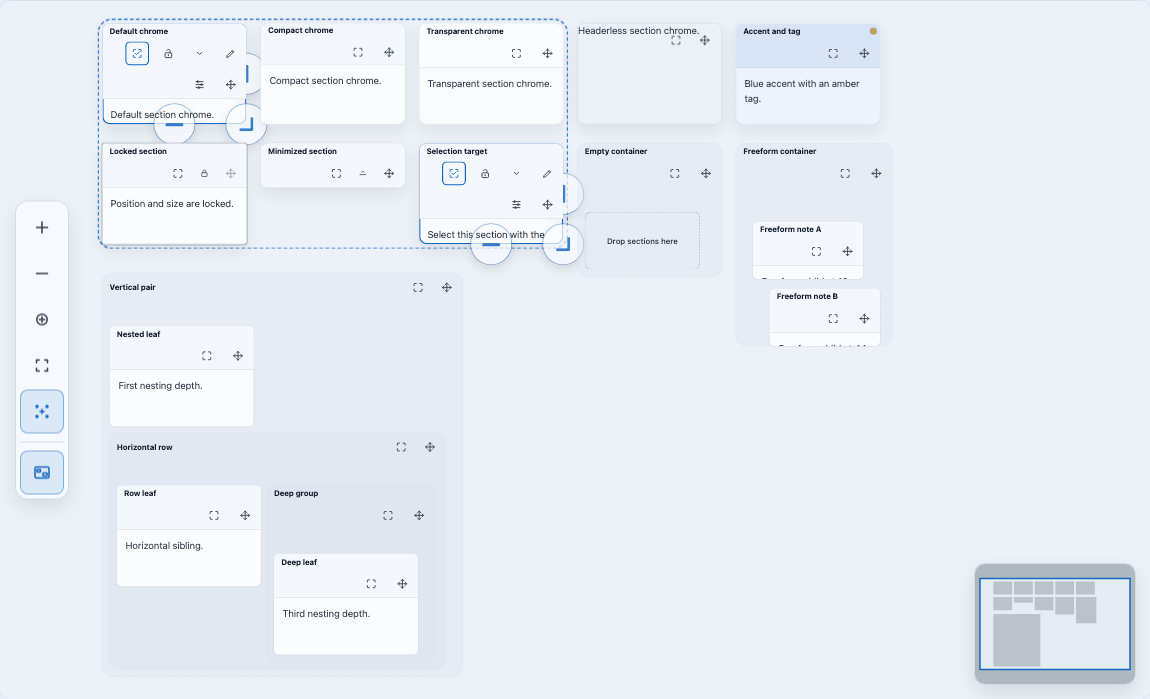 Default chrome
Default section chrome.
Compact chrome
Compact section chrome.
Transparent chrome
Transparent section chrome.
Headerless section chrome.
Accent and tag
Blue accent with an amber
tag.
Locked section
Position and size are locked.
Minimized section
Selection target
Select this section with the
Empty container
Drop sections here
Freeform container
Freeform note A
Freeform note B
Vertical pair
Nested leaf
First nesting depth.
Horizontal row
Row leaf
Horizontal sibling.
Deep group
Deep leaf
Third nesting depth.